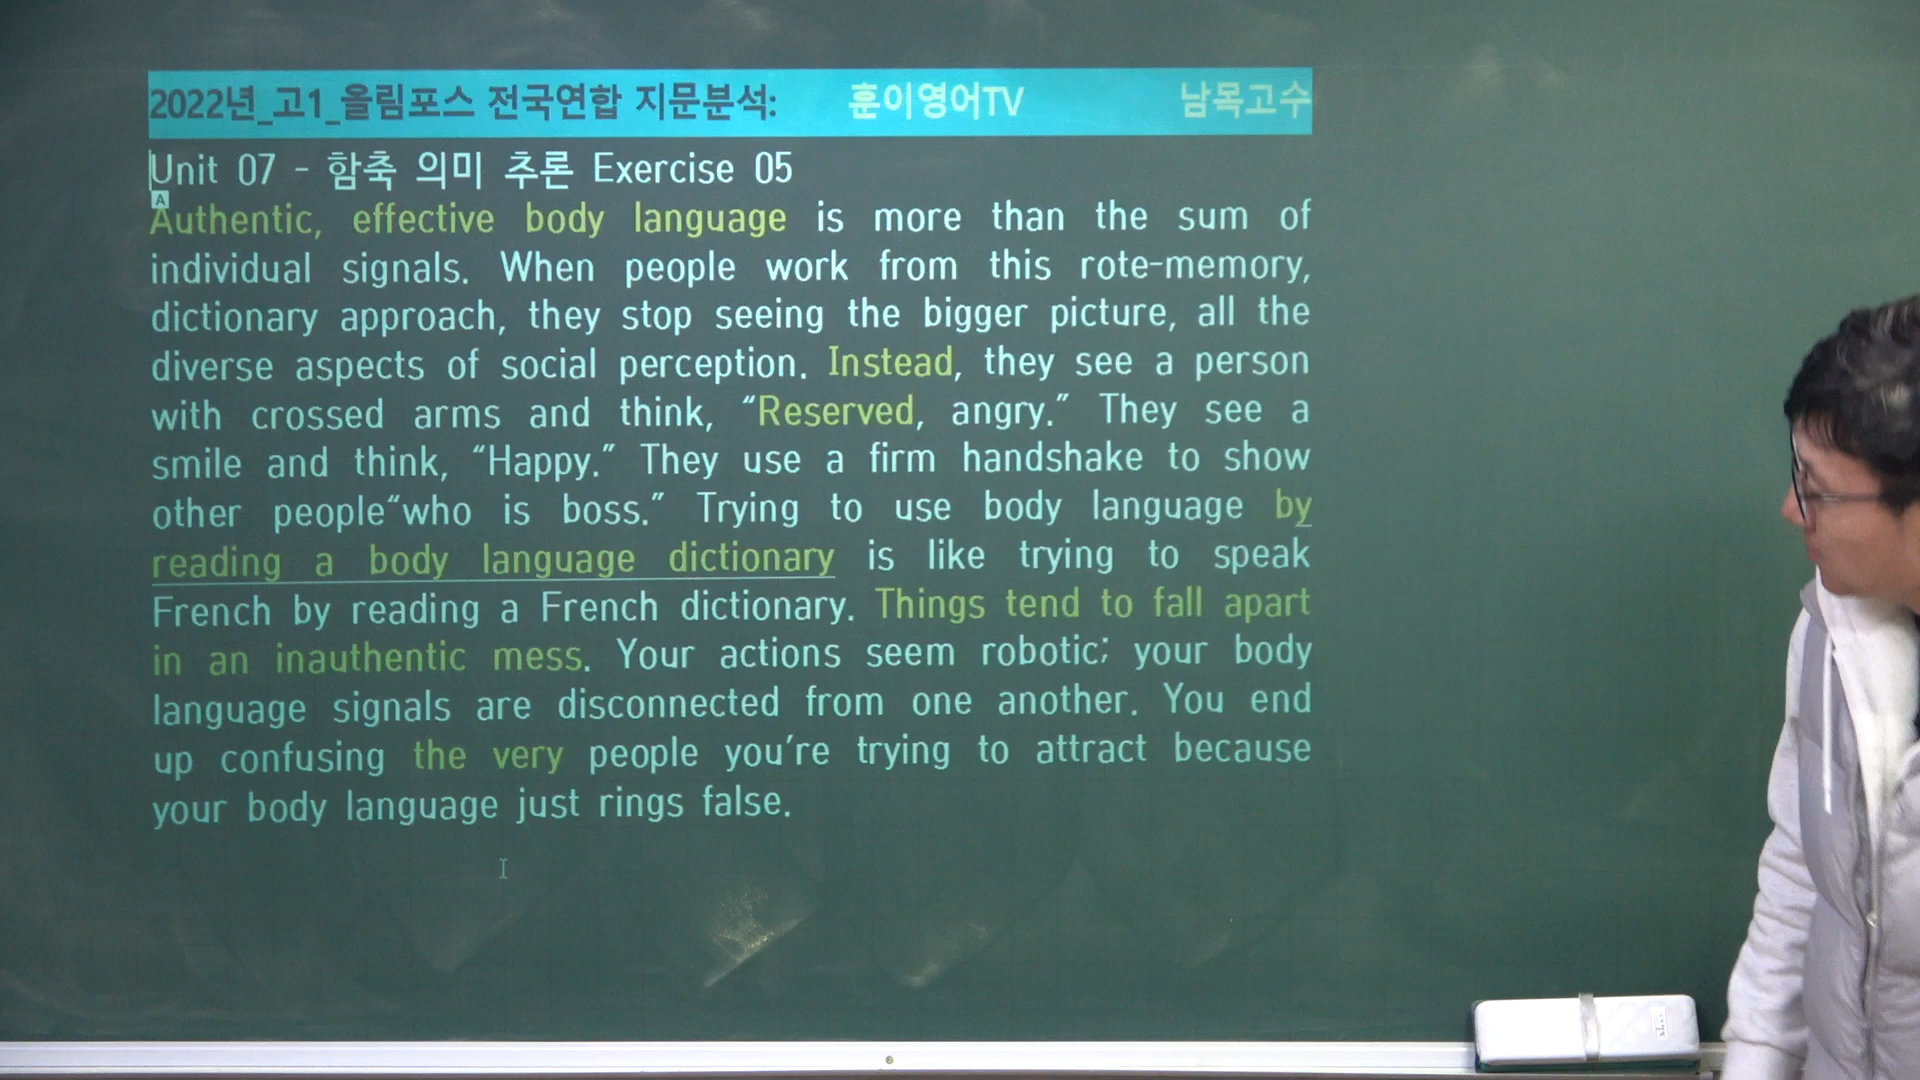 2022년_고1_올림포스 전국연합 지문분석: 훈이영어TV 남목고수
Unit 07 - 함축 의미 추론 Exercise 05
A
Authentic, effective body language is more than the sum of
individual signals. When people work from this rote-memory,
dictionary approach, they stop seeing the bigger picture, all the
diverse aspects of social perception. Instead, they see a person
with crossed arms and think, “Reserved, angry.” They see a
smile and think, “Happy.” They use a firm handshake to show
other people“who is boss.” Trying to use body language by
reading a body language dictionary is like trying to speak
French by reading a French dictionary. Things tend to fall apart
in an inauthentic mess. Your actions seem robotic; your body
language signals are disconnected from one another. You end
up confusing the very people you’re trying to attract because
your body language just rings false.